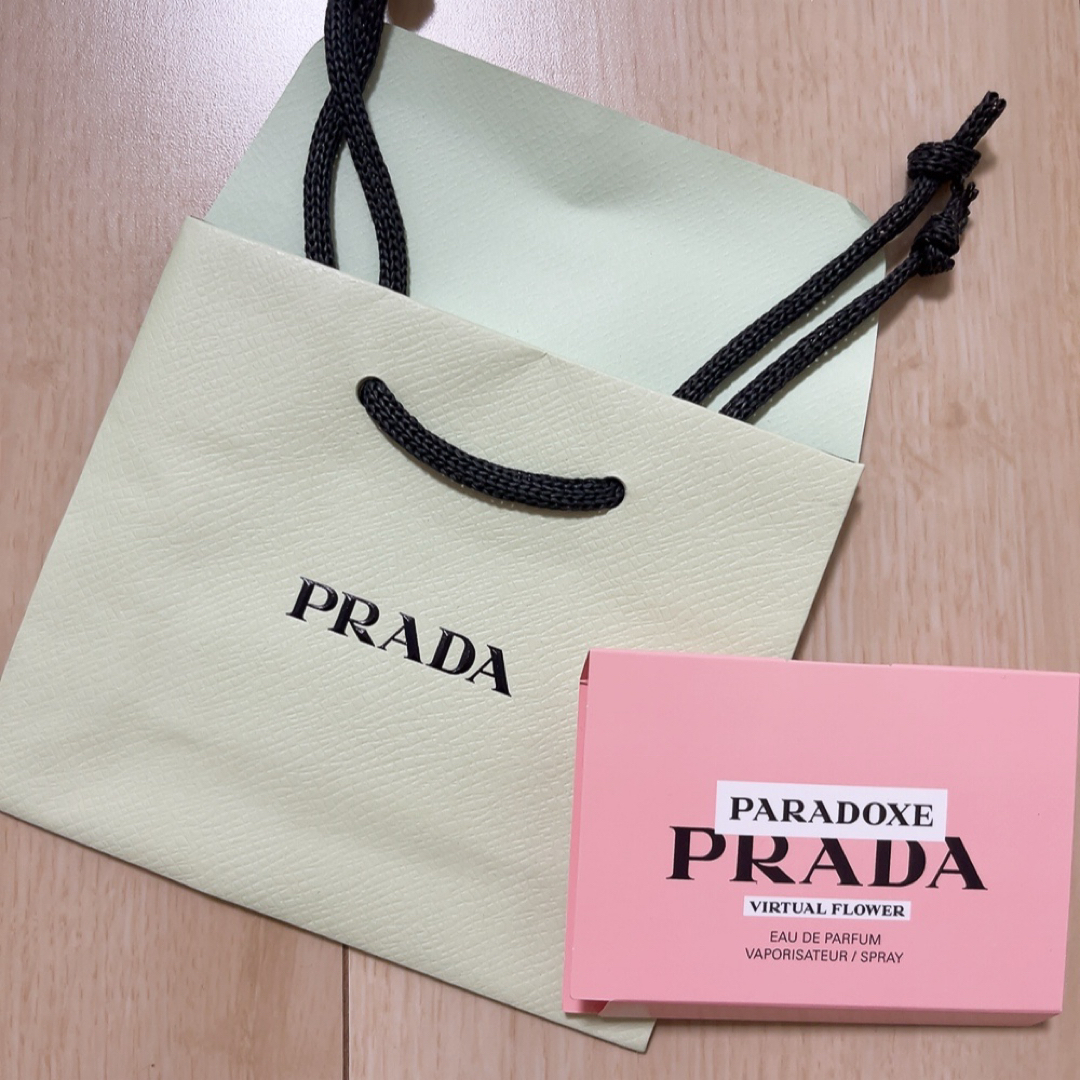 PRADA
PARADOXE
PRADA
VIRTUAL FLOWER
EAU DE PARFUM
VAPORISATEUR / SPRAY